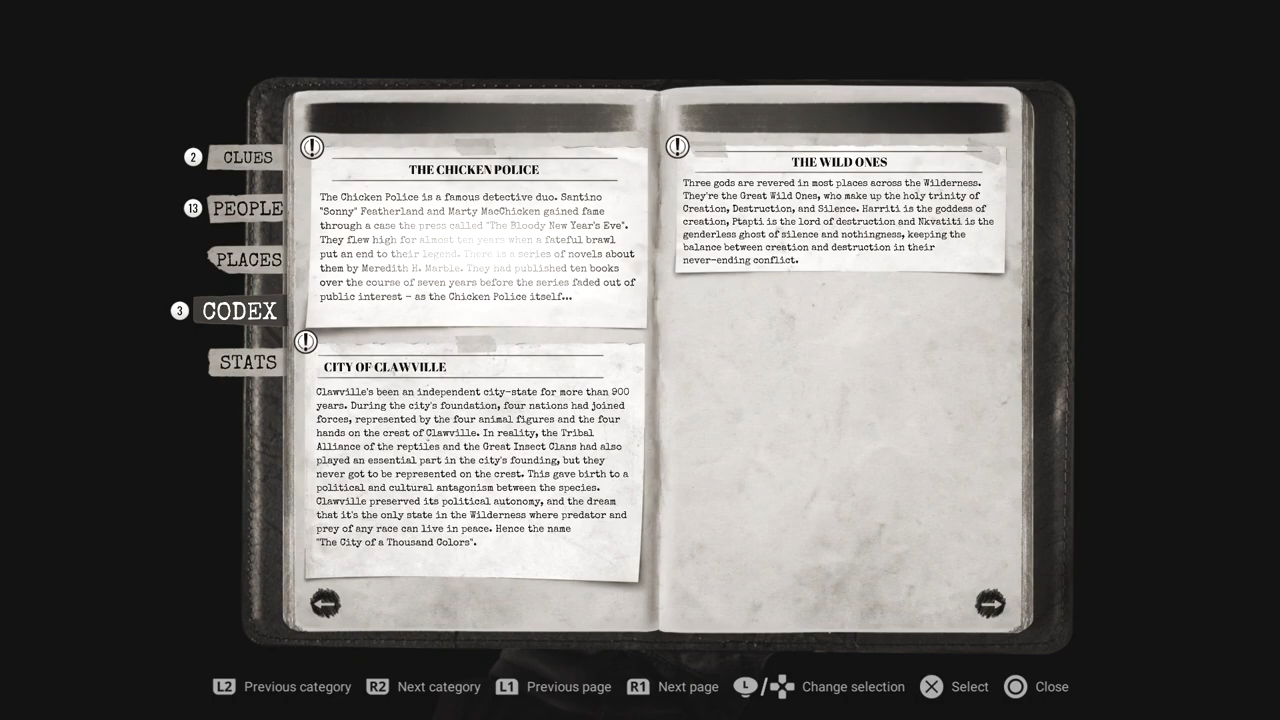 2 CLUES
13 PEOPLE
PLACES
3 CODEX
STATS
THE CHICKEN POLICE
The Chicken Police is a famous detective duo. Santino
"Sonny" Featherland and Marty MacChicken gained fame
through a case the press called "The Bloody New Year's Eve".
They flew high for almost ten years when a fateful brawl
put an end to their legend. There is a series of novels about
them by Meredith H. Marble. They had published ten books
over the course of seven years before the series faded out of
public interest - as the Chicken Police itself...
CITY OF CLAWVILLE
Clawville's been an independent city-state for more than 900
years. During the city's foundation, four nations had joined
forces, represented by the four animal figures and the four
hands on the crest of Clawville. In reality, the Tribal
Alliance of the reptiles and the Great Insect Clans had also
played an essential part in the city's founding, but they
never got to be represented on the crest. This gave birth to a
political and cultural antagonism between the species.
Clawville preserved its political autonomy, and the dream
that it's the only state in the Wilderness where predator and
prey of any race can live in peace. Hence the name
"The City of a Thousand Colors".
THE WILD ONES
Three gods are revered in most places across the Wilderness.
They're the Great Wild Ones, who make up the holy trinity of
Creation, Destruction, and Silence. Harriti is the goddess of
creation, Ptapti is the lord of destruction and Nkvatiti is the
genderless ghost of silence and nothingness, keeping the
balance between creation and destruction in their
never-ending conflict.
L2 Previous category R2 Next category L1 Previous page R1 Next page L / Change selection Select Close